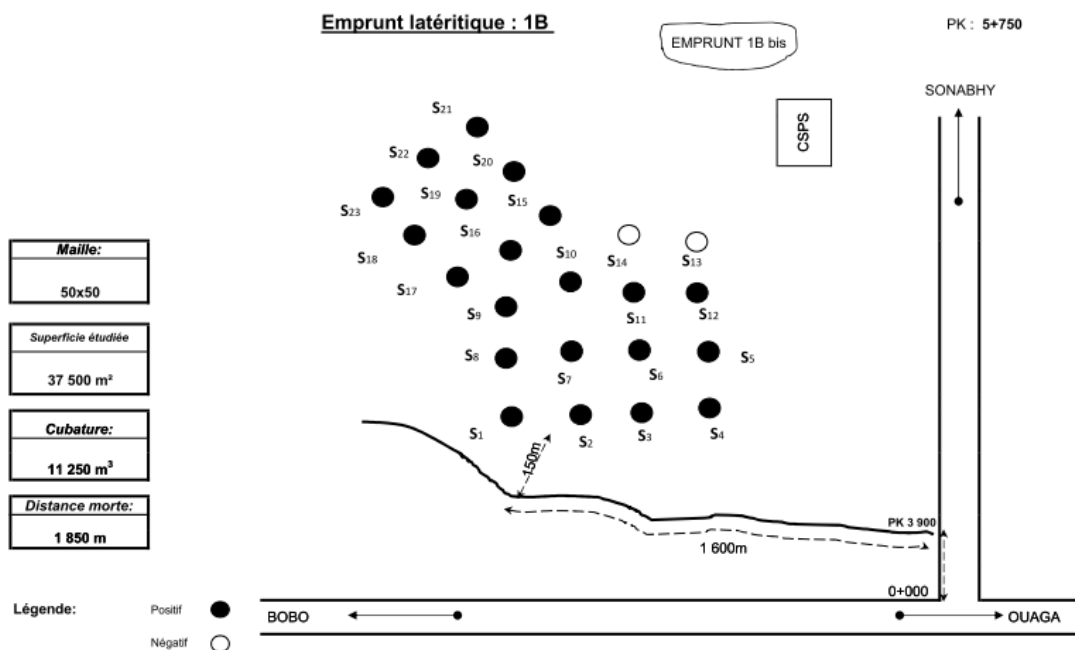 Emprunt latéritique : 1B
EMPRUNT 1B bis
PK : 5+750
SONABHY
CSPS
S21
S22
S20
S19
S15
S23
S16
S18
S10
S14
S13
S17
S9
S11
S12
S8
S7
S6
S5
S1
S2
S3
S4
Maille:
50x50
Superficie étudiée
37 500 m²
Cubature:
11 250 m³
Distance morte:
1 850 m
150m
PK 3 900
1 600m
0+000
BOBO
OUAGA
Légende:
Positif
Négatif